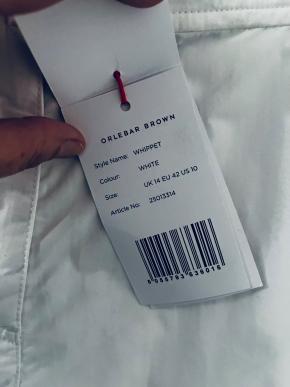 ORLEBAR BROWN
Style Name: WHIPPET
Colour: WHITE
Size: UK 14 EU 42 US 10
Article No: 25013314